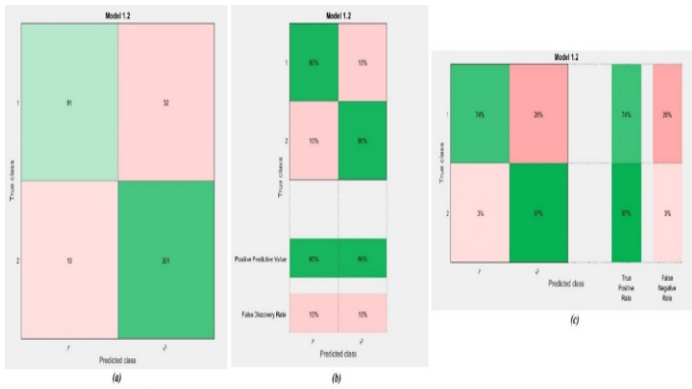 Model 1.2
1
91
32
True class
2
10
301
1
2
Predicted class
(a)
Model 1.2
1
90%
10%
2
10%
90%
True class
Positive Predictive Value
90%
90%
False Discovery Rate
10%
10%
1
2
Predicted class
(b)
Model 1.2
1
74%
26%
74%
26%
True class
2
3%
97%
97%
3%
1
2
Predicted class
True
Positive
Rate
False
Negative
Rate
(c)